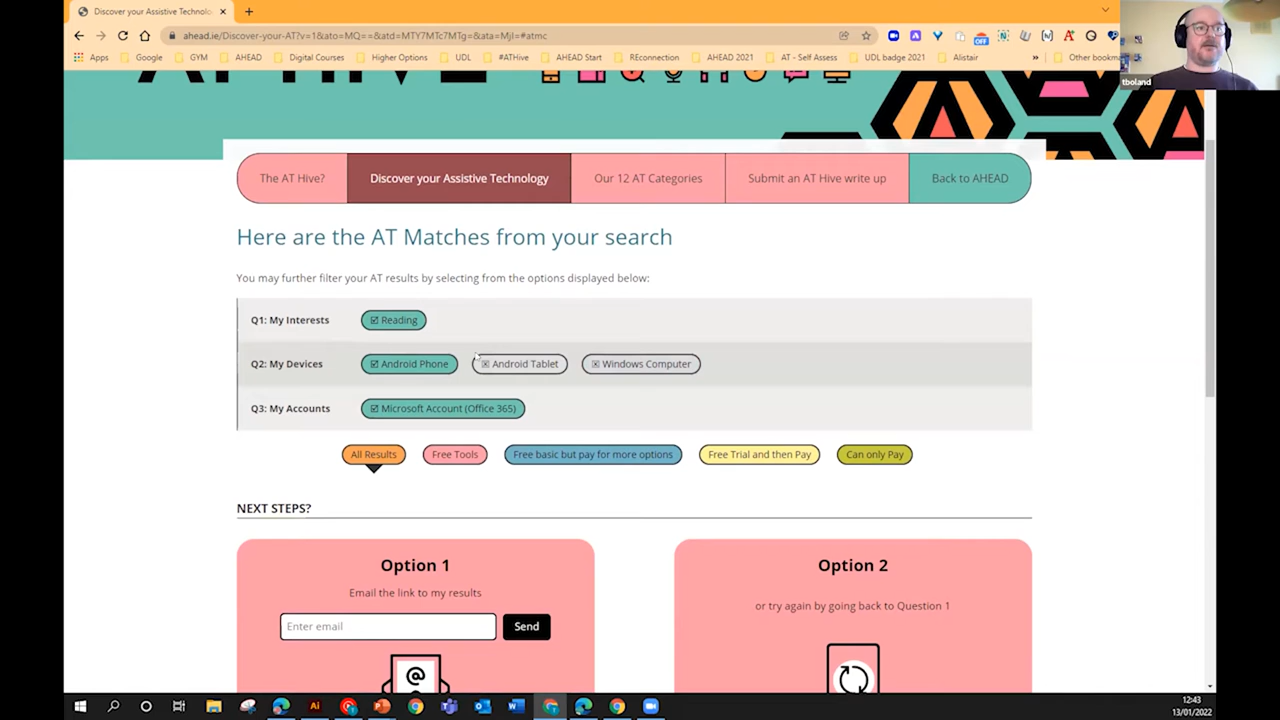 Discover your Assistive Technolo
ahead.ie/Discover-your-AT?v=1&ato=MQ==&atd=MTY7MTc7MTg=&ata=MjI=#atmc
Apps Google GYM AHEAD Digital Courses Higher Options UDL #ATHive AHEAD Start REconnection AHEAD 2021 AT - Self Assess UDL badge 2021 Alistair » Other bookm
tboland
The AT Hive? Discover your Assistive Technology Our 12 AT Categories Submit an AT Hive write up Back to AHEAD
Here are the AT Matches from your search
You may further filter your AT results by selecting from the options displayed below:
Q1: My Interests Reading
Q2: My Devices Android Phone Android Tablet Windows Computer
Q3: My Accounts Microsoft Account (Office 365)
All Results Free Tools Free basic but pay for more options Free Trial and then Pay Can only Pay
NEXT STEPS?
Option 1 Option 2
Email the link to my results
or try again by going back to Question 1
Enter email Send
@
12:43
13/01/2022